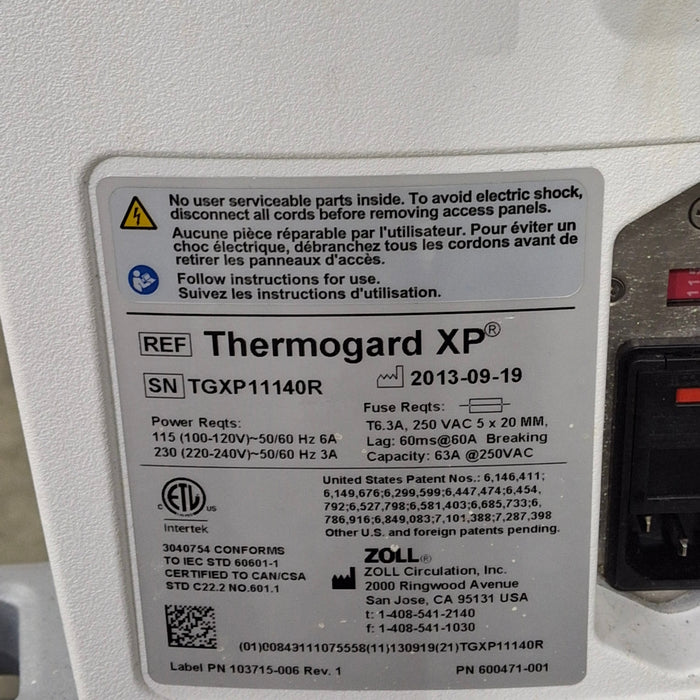 No user serviceable parts inside. To avoid electric shock,
disconnect all cords before removing access panels.
Aucune pièce réparable par l'utilisateur. Pour éviter un
choc électrique, débranchez tous les cordons avant de
retirer les panneaux d'accès.
Follow instructions for use.
Suivez les instructions d'utilisation.
REF Thermogard XP®
SN TGXP11140R
2013-09-19
Power Reqts:
115 (100-120V)~50/60 Hz 6A
230 (220-240V)~50/60 Hz 3A
Fuse Reqts:
T6.3A, 250 VAC 5 x 20 MM,
Lag: 60ms@60A Breaking
Capacity: 63A @250VAC
United States Patent Nos.: 6,146,411;
6,149,676;6,299,599;6,447,474;6,454,
792;6,527,798;6,581,403;6,685,733;6,
786,916;6,849,083;7,101,388;7,287,398
Other U.S. and foreign patents pending.
C ETL US
Intertek
3040754 CONFORMS
TO IEC STD 60601-1
CERTIFIED TO CAN/CSA
STD C22.2 NO.601.1
ZOLL®
ZOLL Circulation, Inc.
2000 Ringwood Avenue
San Jose, CA 95131 USA
t: 1-408-541-2140
f: 1-408-541-1030
(01)00843111075558(11)130919(21)TGXP11140R
Label PN 103715-006 Rev. 1
PN 600471-001